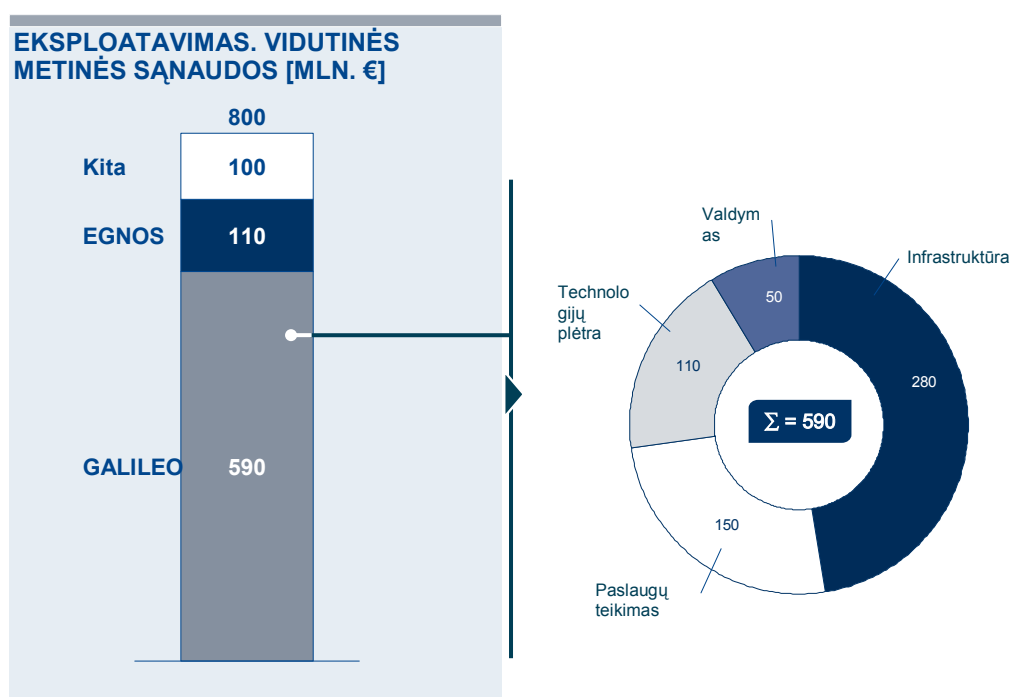 EKSPLOATAVIMAS. VIDUTINĖS
METINĖS SĄNAUDOS [MLN. €]
800
Kita
100
EGNOS
110
GALILEO
590
Valdym
as
Infrastruktūra
Technolo
gijų
plėtra
50
110
280
Σ = 590
150
Paslaugų
teikimas